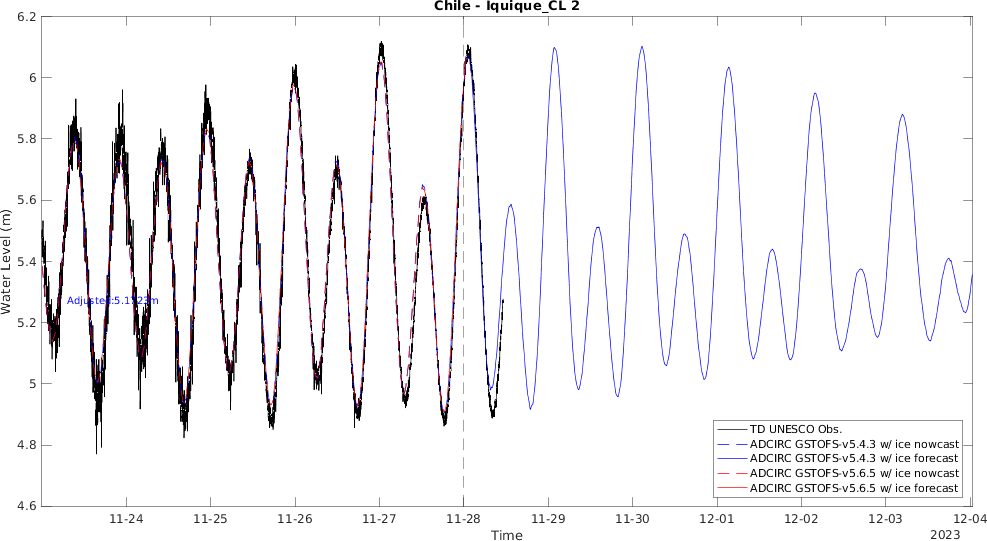 Chile - Iquique_CL 2
6.2
6
5.8
5.6
5.4
5.2
5
4.8
4.6
Water Level (m)
Adjusted:5.1723m
TD UNESCO Obs.
ADCIRC GSTOFS-v5.4.3 w/ ice nowcast
ADCIRC GSTOFS-v5.4.3 w/ ice forecast
ADCIRC GSTOFS-v5.6.5 w/ ice nowcast
ADCIRC GSTOFS-v5.6.5 w/ ice forecast
11-24 11-25 11-26 11-27 11-28 11-29 11-30 12-01 12-02 12-03 12-04
Time
2023